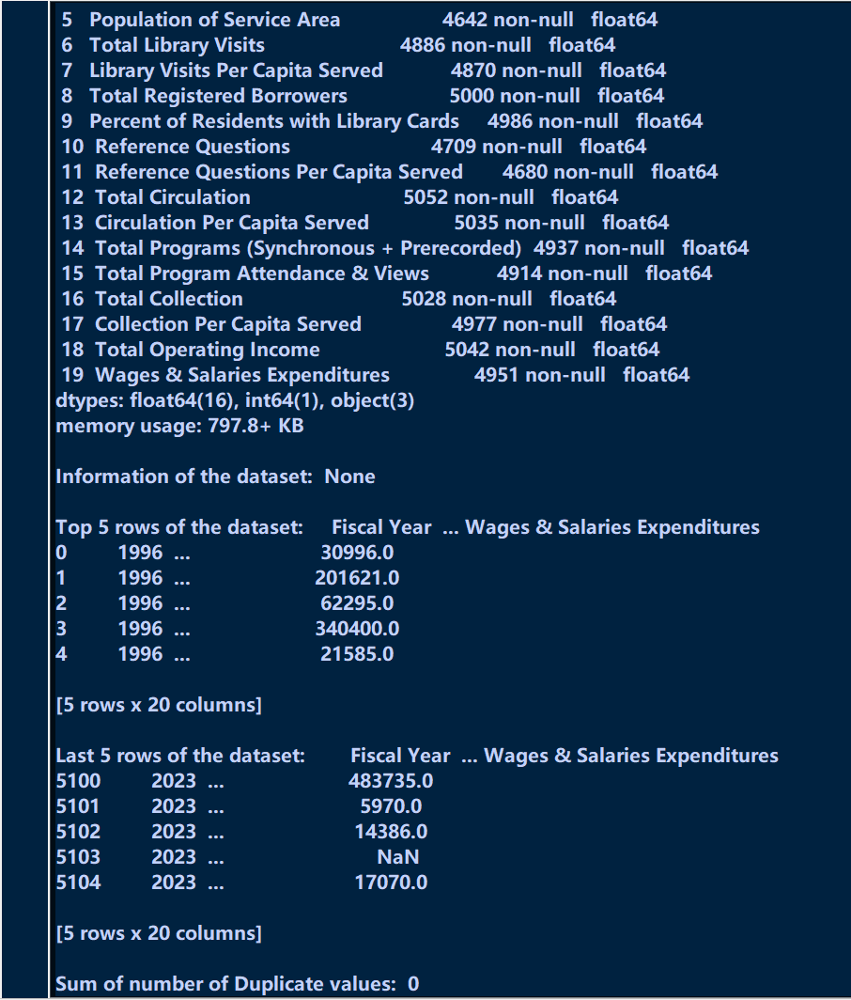 5 Population of Service Area 4642 non-null float64
6 Total Library Visits 4886 non-null float64
7 Library Visits Per Capita Served 4870 non-null float64
8 Total Registered Borrowers 5000 non-null float64
9 Percent of Residents with Library Cards 4986 non-null float64
10 Reference Questions 4709 non-null float64
11 Reference Questions Per Capita Served 4680 non-null float64
12 Total Circulation 5052 non-null float64
13 Circulation Per Capita Served 5035 non-null float64
14 Total Programs (Synchronous + Prerecorded) 4937 non-null float64
15 Total Program Attendance & Views 4914 non-null float64
16 Total Collection 5028 non-null float64
17 Collection Per Capita Served 4977 non-null float64
18 Total Operating Income 5042 non-null float64
19 Wages & Salaries Expenditures 4951 non-null float64
dtypes: float64(16), int64(1), object(3)
memory usage: 797.8+ KB
Information of the dataset: None
Top 5 rows of the dataset: Fiscal Year ... Wages & Salaries Expenditures
0 1996 ... 30996.0
1 1996 ... 201621.0
2 1996 ... 62295.0
3 1996 ... 340400.0
4 1996 ... 21585.0
[5 rows x 20 columns]
Last 5 rows of the dataset: Fiscal Year ... Wages & Salaries Expenditures
5100 2023 ... 483735.0
5101 2023 ... 5970.0
5102 2023 ... 14386.0
5103 2023 ... NaN
5104 2023 ... 17070.0
[5 rows x 20 columns]
Sum of number of Duplicate values: 0